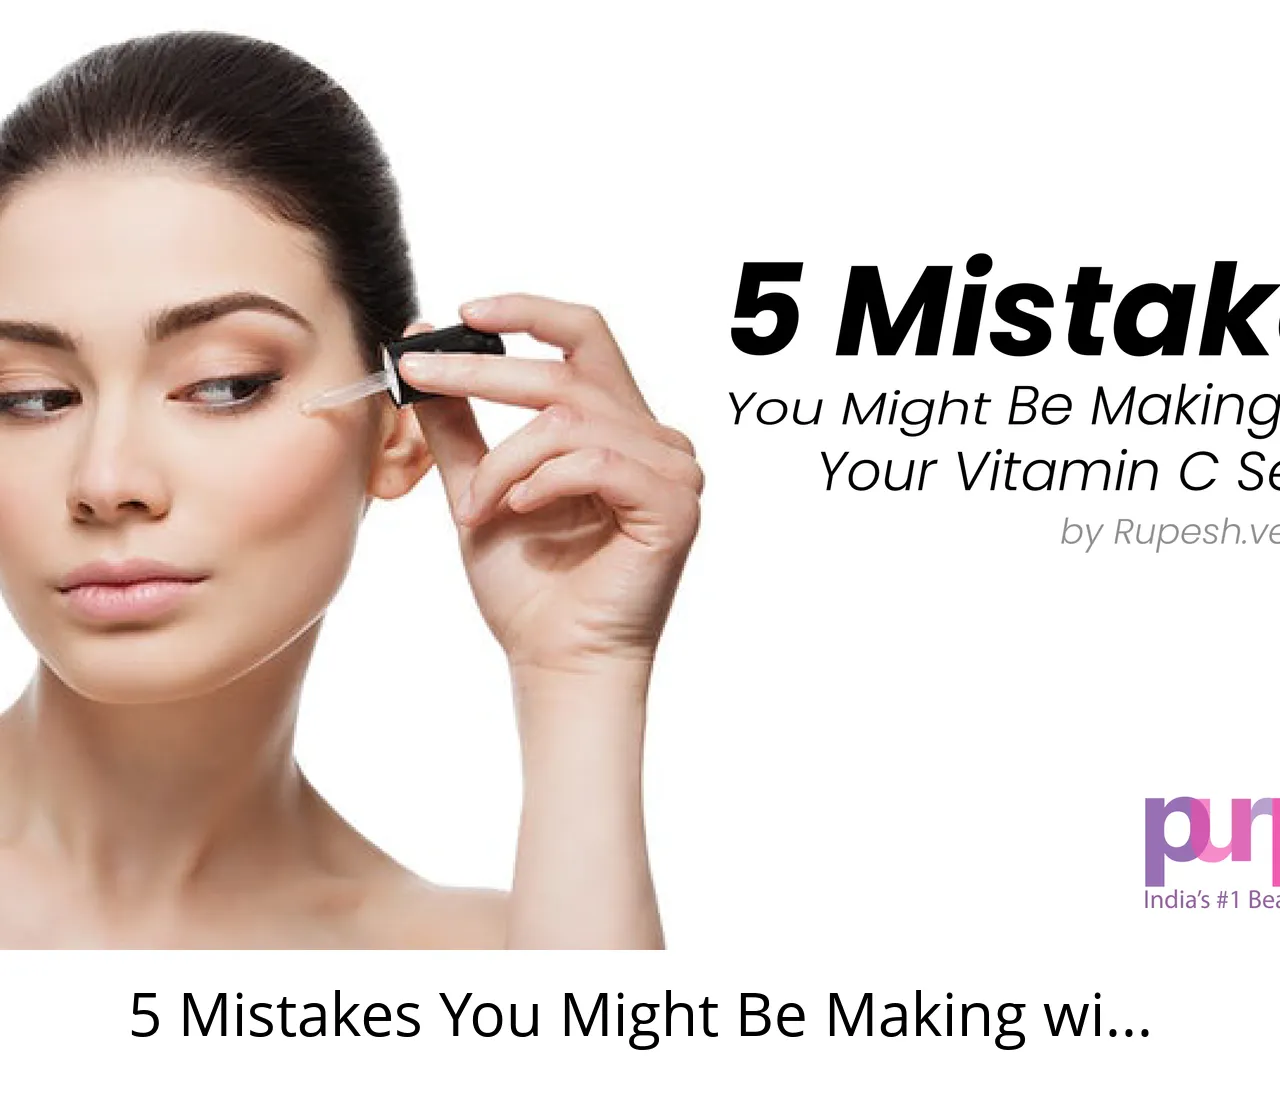 5 Mistak
You Might Be Making
Your Vitamin C Se
by Rupesh.ve
pur
India's #1 Bea
5 Mistakes You Might Be Making wi...